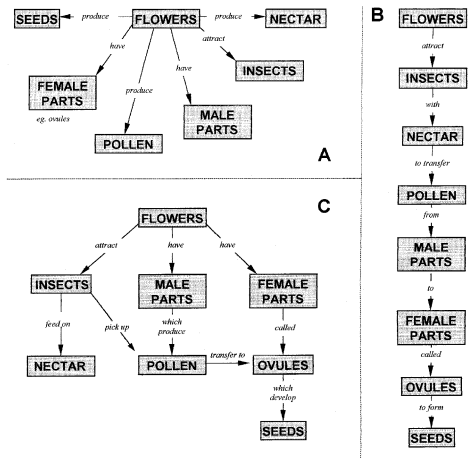 SEEDS produce FLOWERS produce NECTAR
have attract
INSECTS
have
FEMALE
PARTS
eg. ovules
produce
MALE
PARTS
POLLEN
A
B
FLOWERS
attract
INSECTS
with
NECTAR
to transfer
POLLEN
from
MALE
PARTS
to
FEMALE
PARTS
called
OVULES
to form
SEEDS
C
FLOWERS
attract have have
INSECTS
MALE
PARTS
FEMALE
PARTS
feed on pick up
which
produce
called
NECTAR POLLEN transfer to OVULES
which
develop
SEEDS